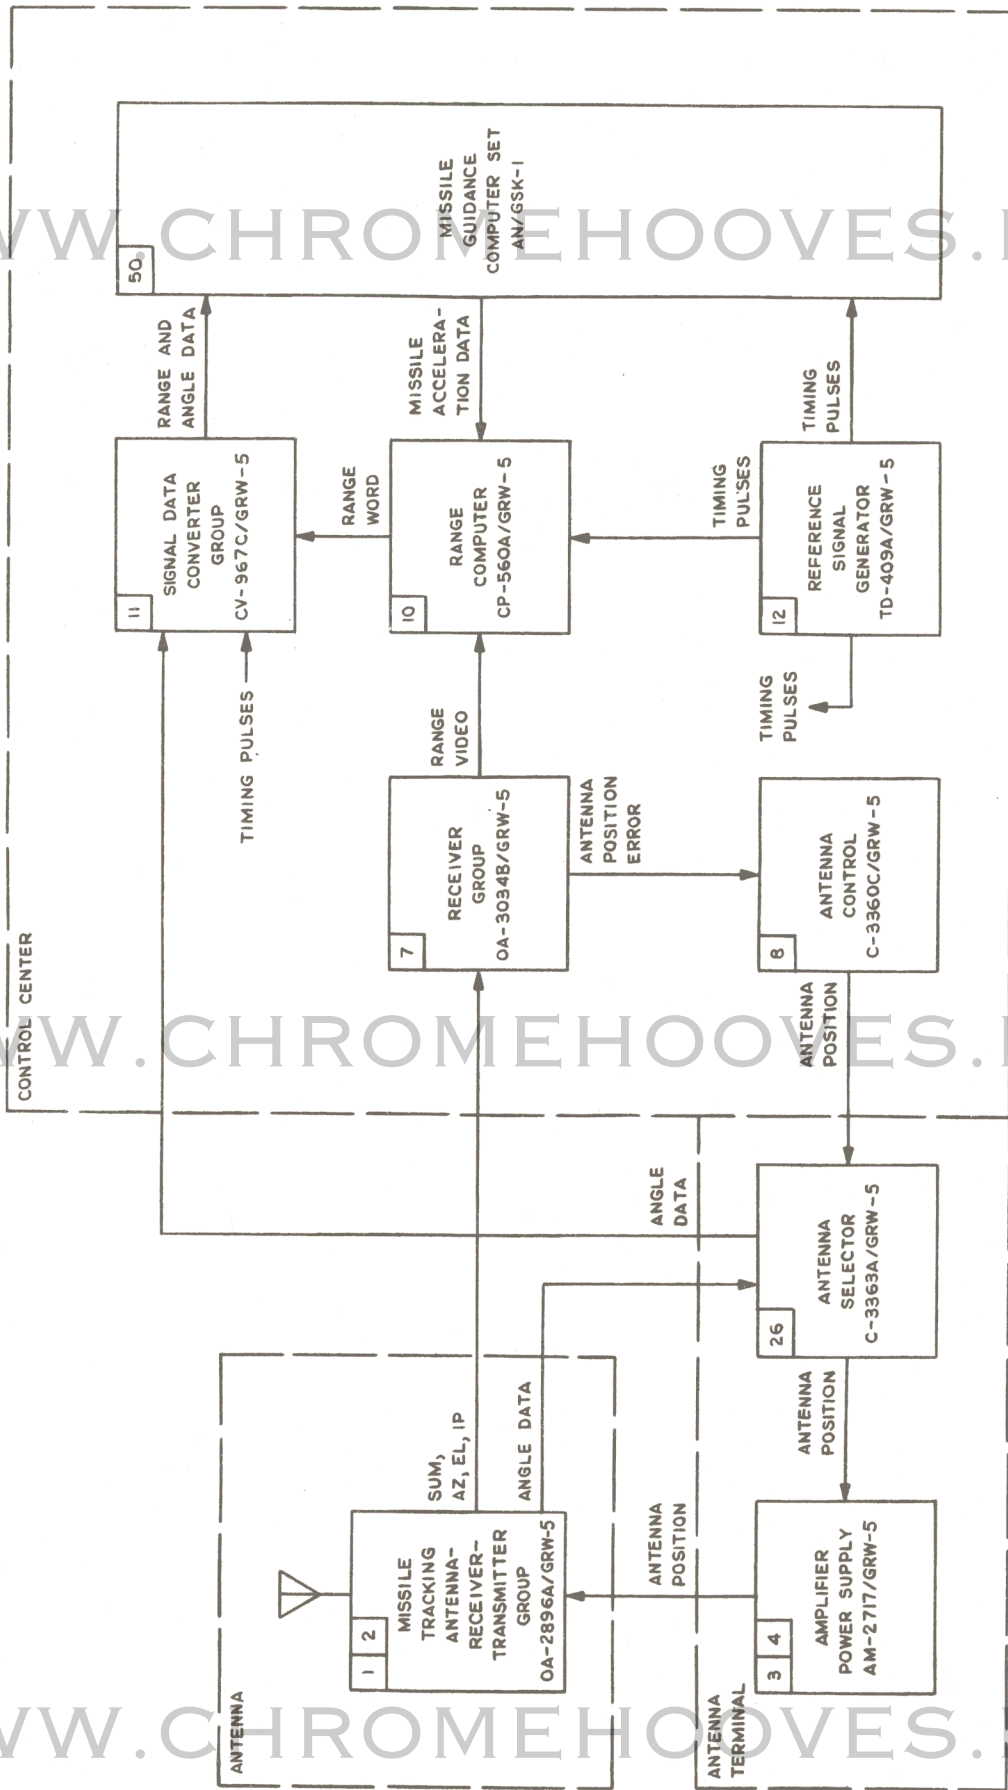 CONTROL CENTER
11
SIGNAL DATA
CONVERTER
GROUP
CV-967C/GRW-5
RANGE AND
ANGLE DATA
50
MISSILE
GUIDANCE
COMPUTER SET
AN/GSK-1
TIMING PULSES
RANGE
WORD
MISSILE
ACCELERA-
TION DATA
SUM,
AZ, EL, IP
7
RECEIVER
GROUP
OA-3034B/GRW-5
RANGE
VIDEO
10
RANGE
COMPUTER
CP-560A/GRW-5
ANTENNA
1
2
MISSILE
TRACKING
ANTENNA-
RECEIVER-
TRANSMITTER
GROUP
OA-2896A/GRW-5
ANGLE DATA
ANTENNA
POSITION
ERROR
ANTENNA
POSITION
ANGLE
DATA
TIMING
PULSES
TIMING
PULSES
ANTENNA
TERMINAL
3
4
AMPLIFIER
POWER SUPPLY
AM-2717/GRW-5
ANTENNA
POSITION
26
ANTENNA
SELECTOR
C-3363A/GRW-5
ANTENNA
POSITION
8
ANTENNA
CONTROL
C-3360C/GRW-5
12
REFERENCE
SIGNAL
GENERATOR
TD-409A/GRW-5
TIMING
PULSES
WW.CHROMEHOOVES.
WW.CHROMEHOOVES.
WW.CHROMEHOOVES.